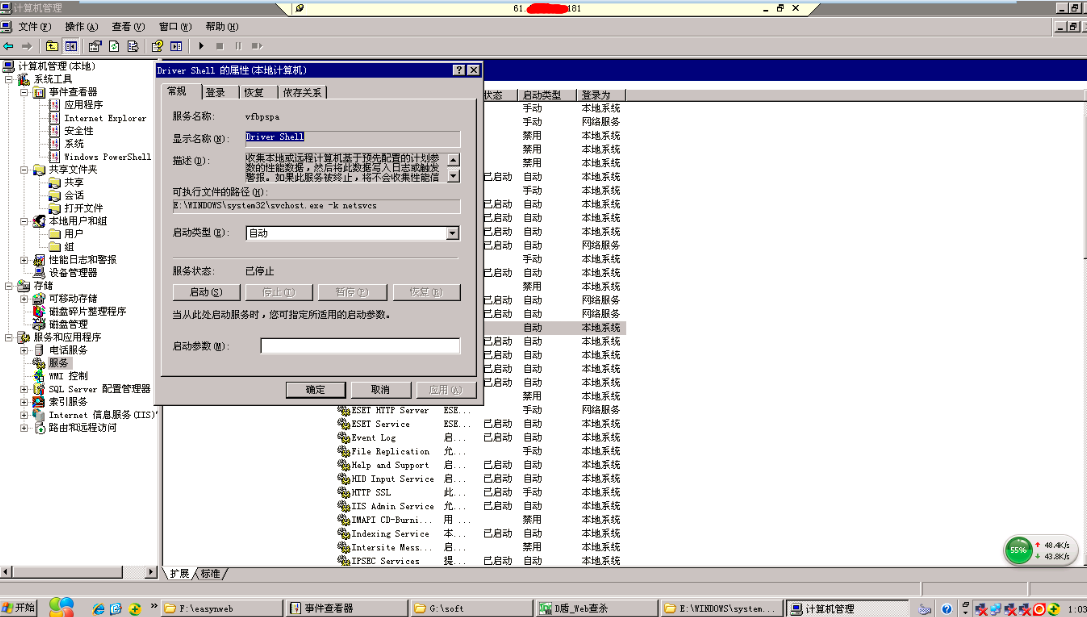 计算机管理
61. 181
文件(F) 操作(A) 查看(V) 窗口(W) 帮助(H)
计算机管理(本地)
系统工具
事件查看器
应用程序
Internet Explorer
安全性
系统
Windows PowerShell
共享文件夹
共享
会话
打开文件
本地用户和组
用户
组
性能日志和警报
设备管理器
存储
可移动存储
磁盘碎片整理程序
磁盘管理
服务和应用程序
电话服务
服务
WMI 控制
SQL Server 配置管理器
索引服务
Internet 信息服务(IIS)
路由和远程访问
Driver Shell 的属性(本地计算机)
常规 登录 恢复 依存关系
服务名称: vfbpspa
显示名称(N): Driver Shell
描述(D): 收集本地或远程计算机基于预先配置的计划参
数的性能数据，然后将此数据写入日志或触发
警报。如果此服务被终止，将不会收集性能信
可执行文件的路径(H):
E:\WINDOWS\system32\svchost.exe -k netsvcs
启动类型(E): 自动
服务状态: 已停止
启动(S) 停止(T) 暂停(P) 恢复(R)
当从此处启动服务时，您可指定所适用的启动参数。
启动参数(M):
确定 取消 应用(A)
状态 启动类型 登录为
手动 本地系统
手动 网络服务
禁用 本地系统
禁用 本地系统
禁用 本地系统
已启动 自动 本地系统
手动 本地系统
已启动 自动 本地系统
已启动 自动 本地系统
已启动 自动 本地系统
自动 网络服务
手动 本地系统
已启动 自动 本地系统
禁用 本地系统
已启动 自动 网络服务
已启动 自动 网络服务
自动 本地系统
已启动 自动 本地系统
已启动 自动 本地系统
已启动 自动 本地系统
已启动 自动 本地系统
禁用 本地系统
ESET HTTP Server ESE... 手动 网络服务
ESET Service ESE... 已启动 自动 本地系统
Event Log 启... 已启动 自动 本地系统
File Replication 允... 手动 本地系统
Help and Support 启... 已启动 自动 本地系统
HID Input Service 启... 已启动 自动 本地系统
HTTP SSL 此... 已启动 手动 本地系统
IIS Admin Service 允... 已启动 自动 本地系统
IMAPI CD-Burni... 用... 禁用 本地系统
Indexing Service 本... 已启动 自动 本地系统
Intersite Mess... 启... 禁用 本地系统
IPSEC Services 提... 已启动 自动 本地系统
55% 48.4K/s
43.8K/s
扩展 标准
开始 F:\easynweb 事件查看器 G:\soft D盾_Web查杀 E:\WINDOWS\system... 计算机管理 1:03